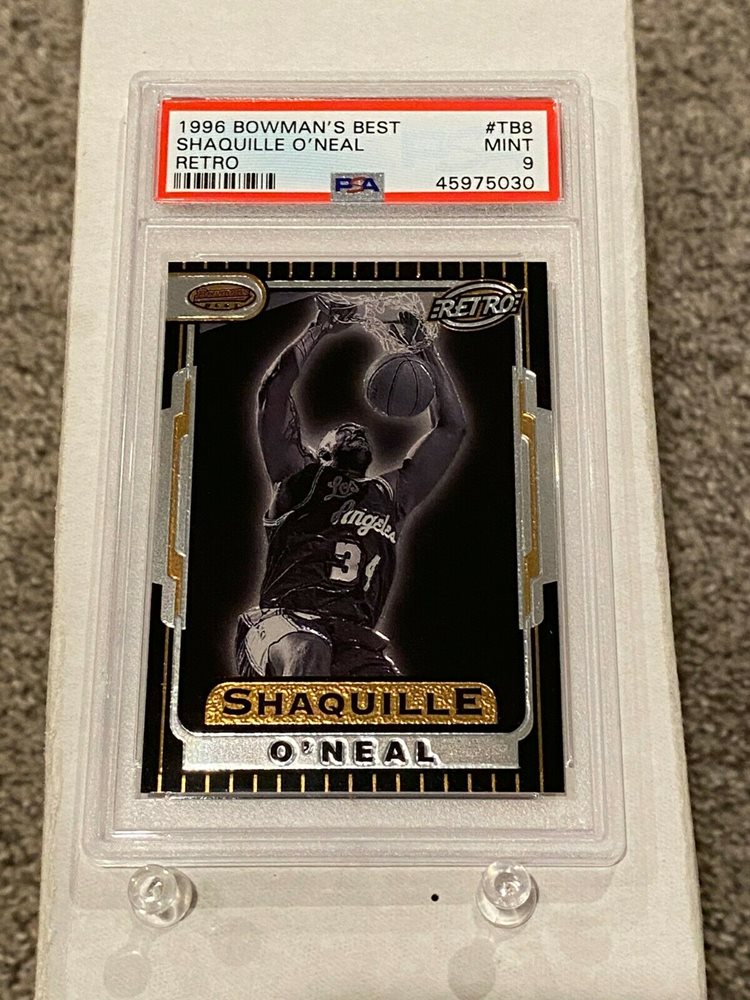 1996 BOWMAN'S BEST #TB8
SHAQUILLE O'NEAL MINT
RETRO 9
PSA 45975030
RETRO
Los
Angeles
34
SHAQUILLE
O'NEAL